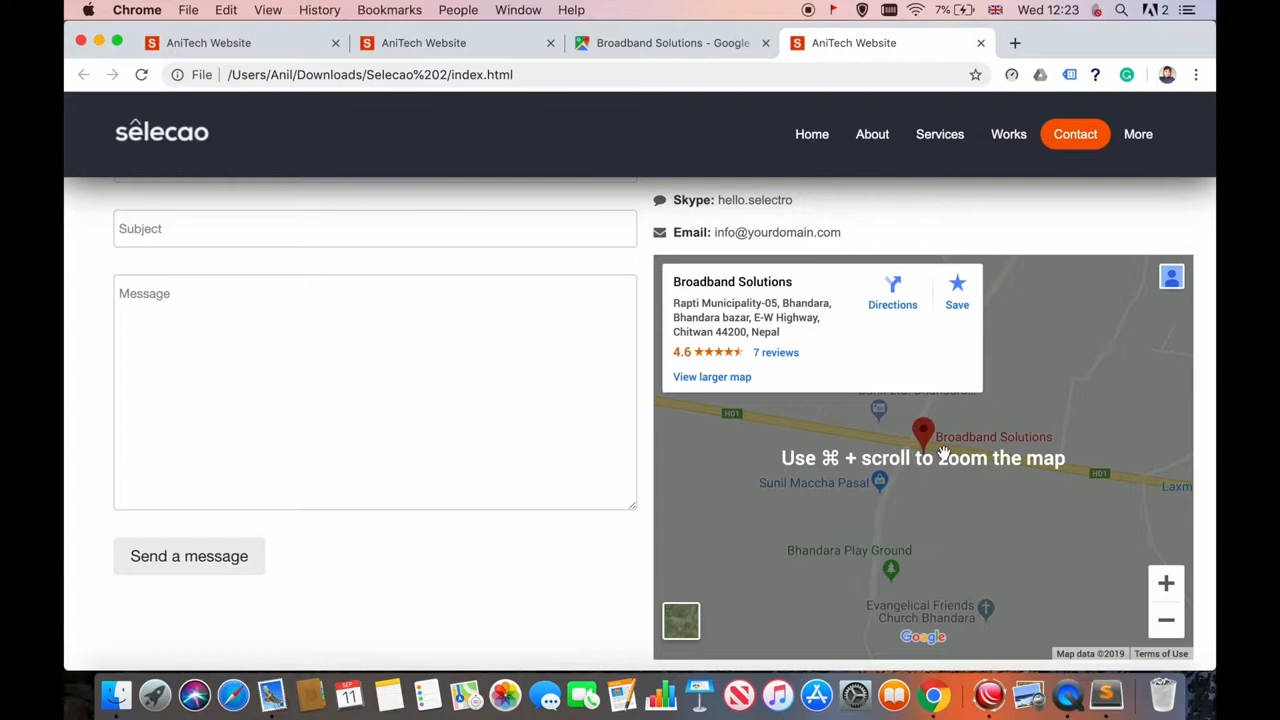 Chrome File Edit View History Bookmarks People Window Help 7% Wed 12:23 2
S AniTech Website × S AniTech Website × Broadband Solutions - Google × S AniTech Website × +
File /Users/Anil/Downloads/Selecao%202/index.html
sêlecao Home About Services Works Contact More
Skype: hello.selectro
Subject
Email: info@yourdomain.com
Message
Broadband Solutions
Rapti Municipality-05, Bhandara,
Bhandara bazar, E-W Highway,
Chitwan 44200, Nepal
Directions Save
4.6 7 reviews
View larger map
H01
Broadband Solutions
Use ⌘ + scroll to zoom the map
H01
Sunil Maccha Pasal
Laxm
Bhandara Play Ground
Send a message
Evangelical Friends
Church Bhandara
Google
Map data ©2019 Terms of Use
SEP
11